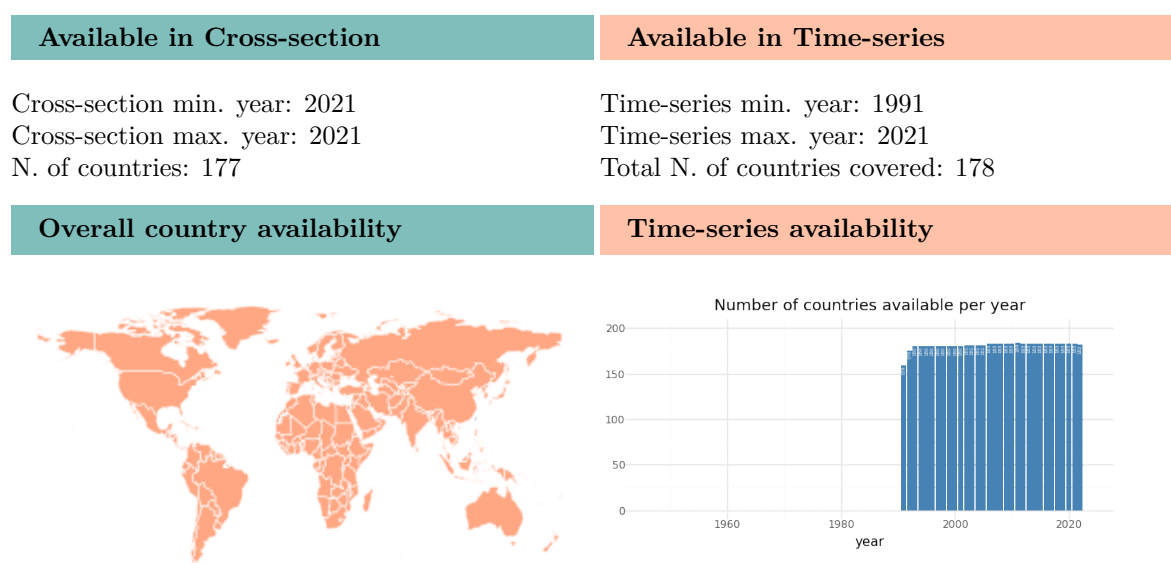 Available in Cross-section
Cross-section min. year: 2021
Cross-section max. year: 2021
N. of countries: 177
Available in Time-series
Time-series min. year: 1991
Time-series max. year: 2021
Total N. of countries covered: 178
Overall country availability
Time-series availability
Number of countries available per year
200
150
100
50
0
1960 1980 2000 2020
year